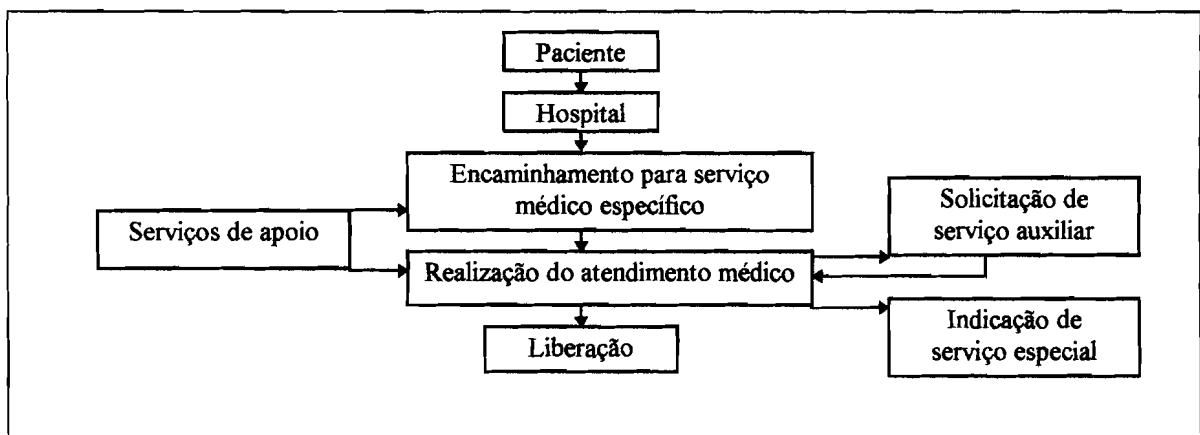 Paciente
Hospital
Encaminhamento para serviço
médico específico
Serviços de apoio
Solicitação de
serviço auxiliar
Realização do atendimento médico
Indicação de
serviço especial
Liberação